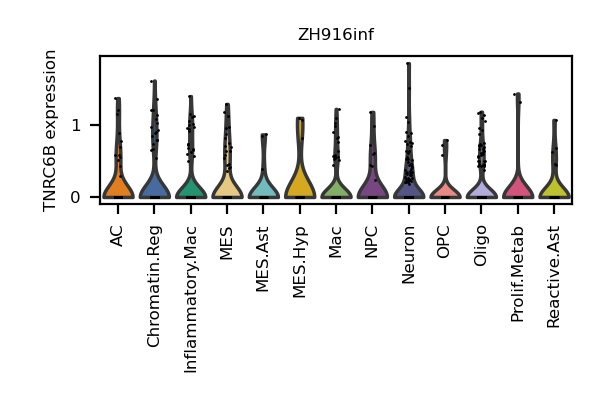 ZH916inf
TNRC6B expression
1
0
AC
Chromatin.Reg
Inflammatory.Mac
MES
MES.Ast
MES.Hyp
Mac
NPC
Neuron
OPC
Oligo
Prolif.Metab
Reactive.Ast